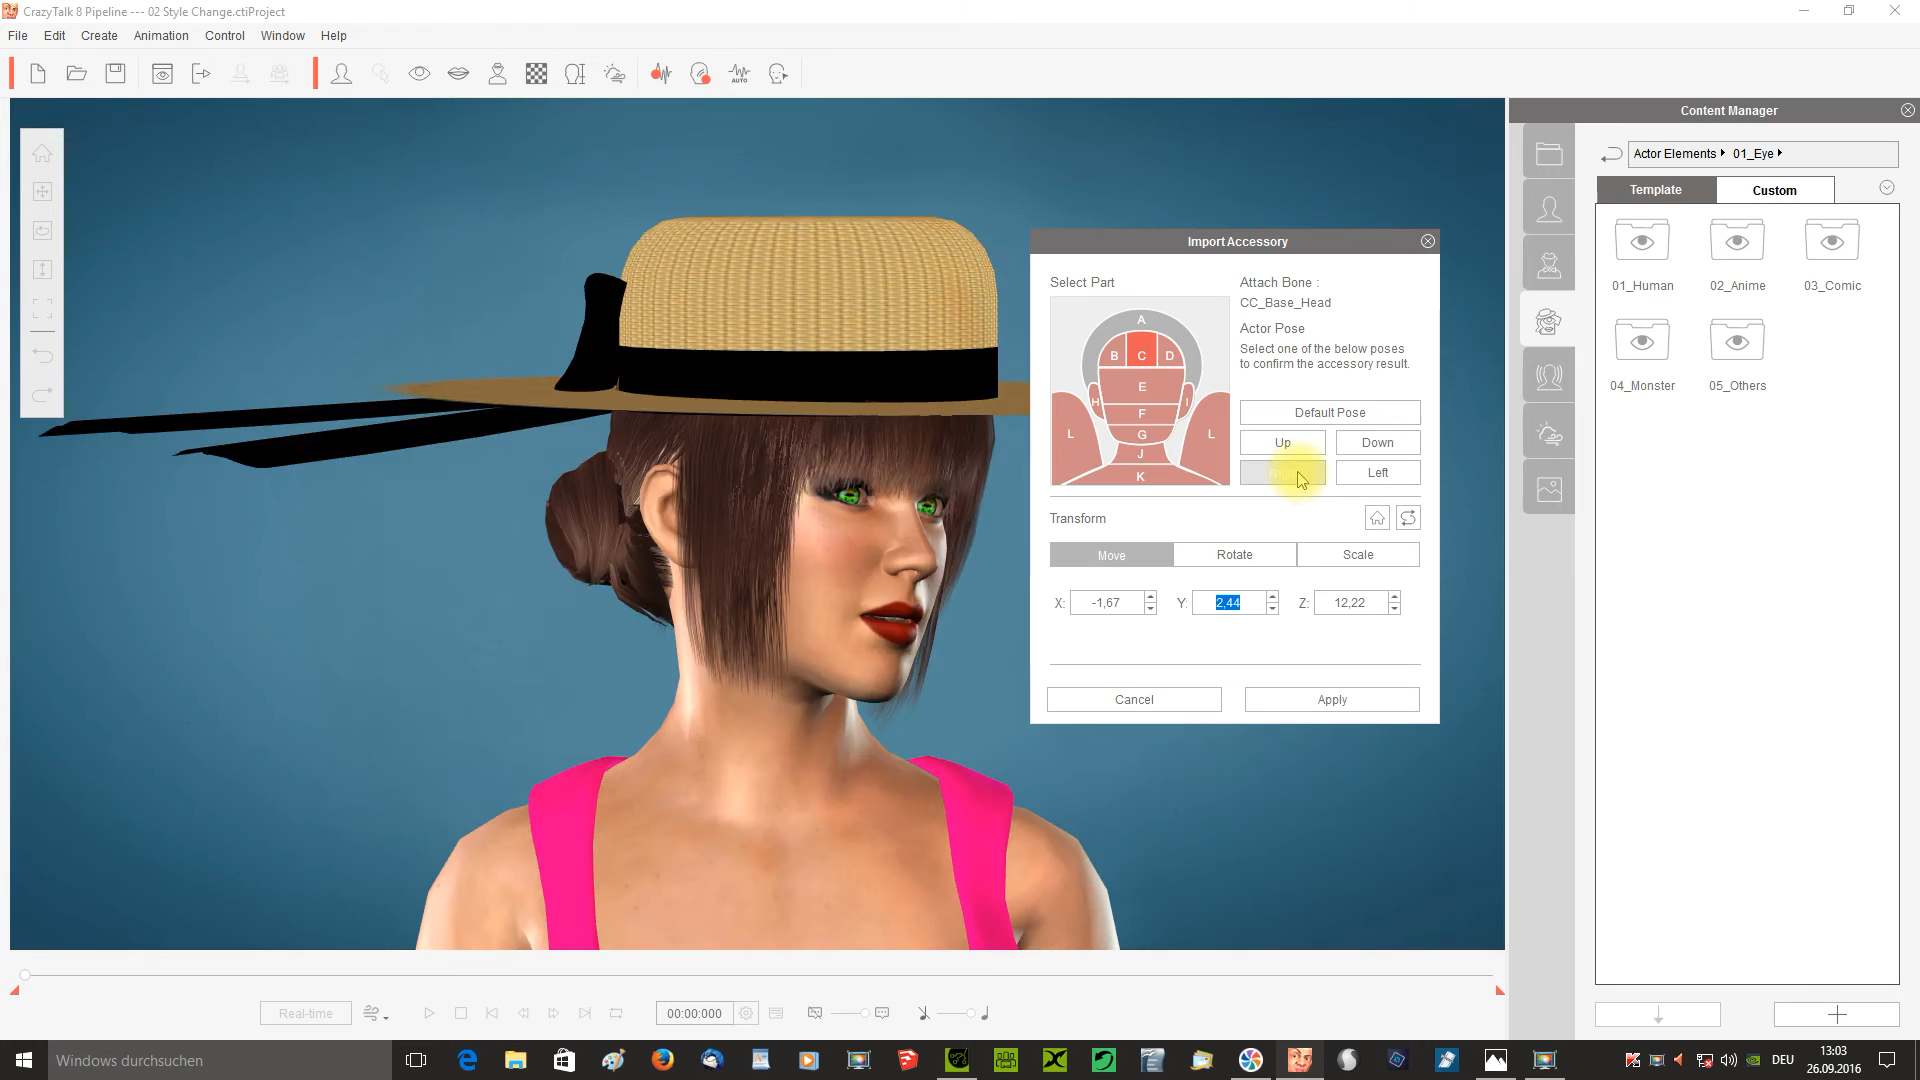 CrazyTalk 8 Pipeline --- 02 Style Change.ctiProject
File Edit Create Animation Control Window Help
Content Manager
Actor Elements 01_Eye
Template Custom
01_Human 02_Anime 03_Comic
04_Monster 05_Others
Import Accessory
Select Part
A
B C D
E
H F I
G
L J L
K
Attach Bone :
CC_Base_Head
Actor Pose
Select one of the below poses
to confirm the accessory result.
Default Pose
Up Down
Left
Transform
Move Rotate Scale
X: -1,67 Y: 2,44 Z: 12,22
Cancel Apply
AUTO
Real-time
00:00:000
Windows durchsuchen
DEU
13:03
26.09.2016